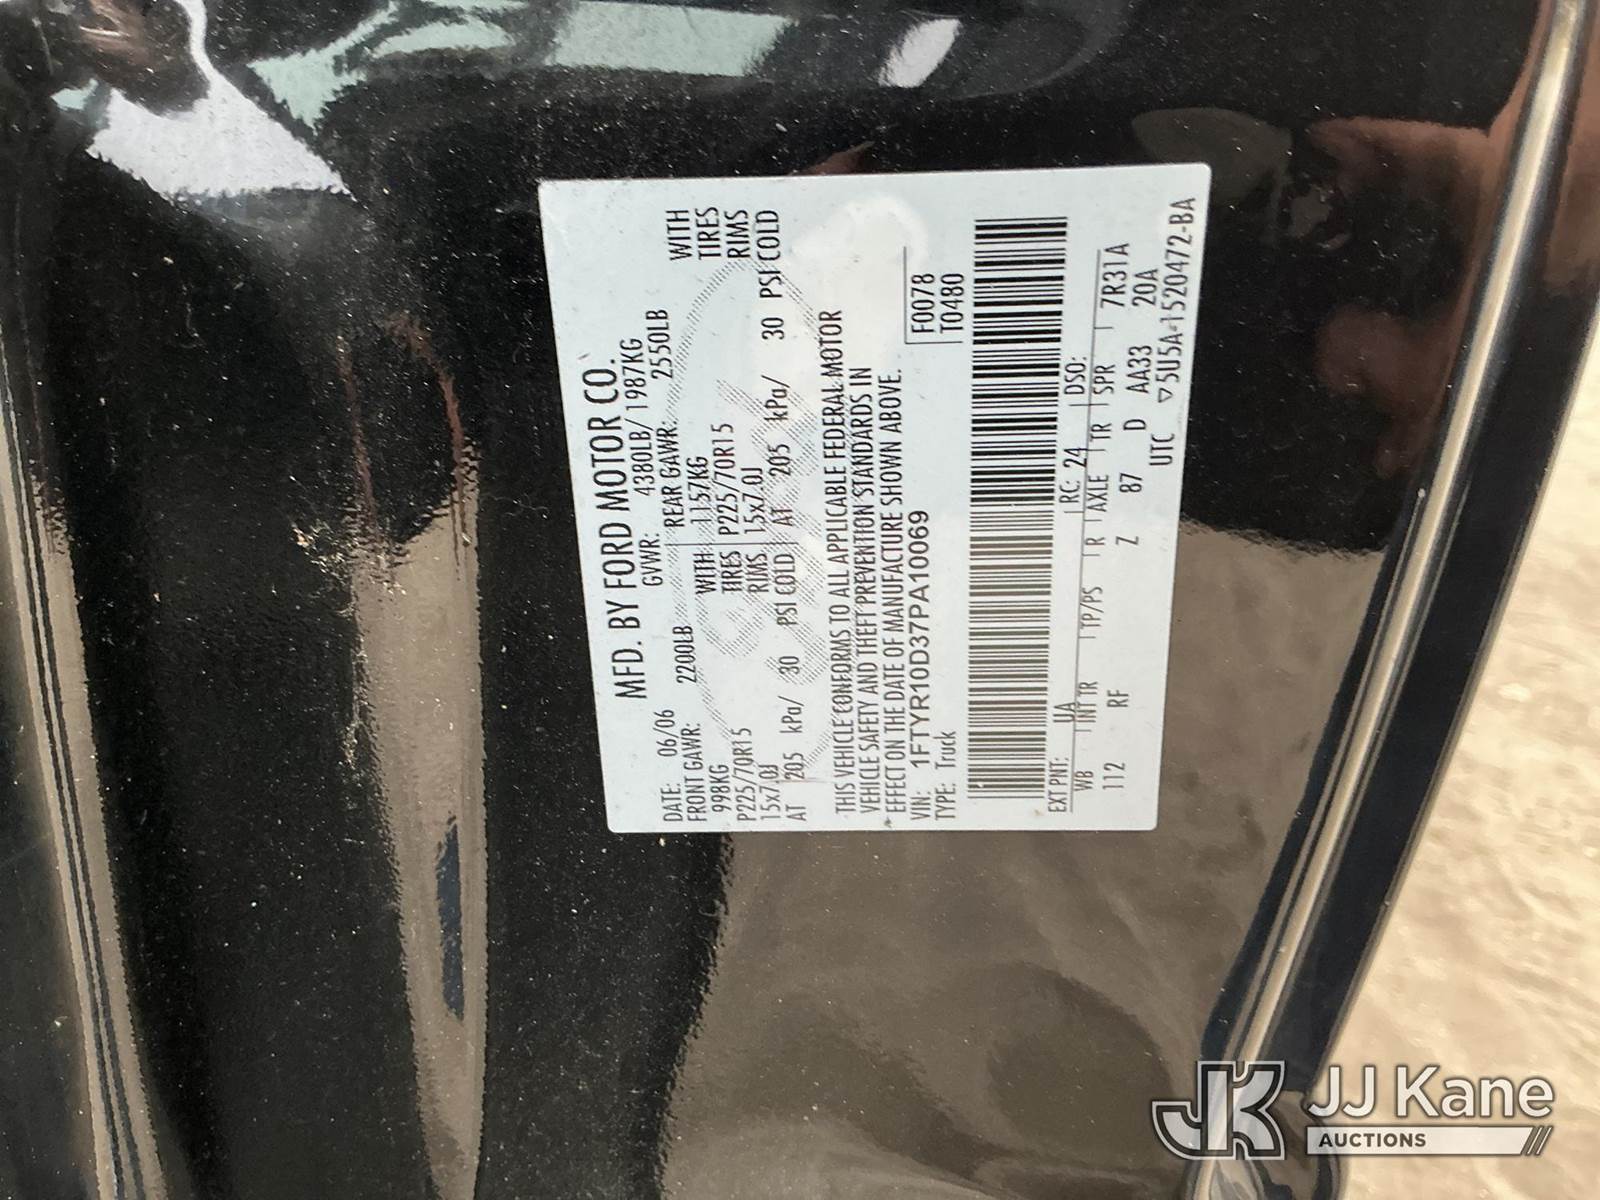 MFD. BY FORD MOTOR CO.
DATE: 06/06 GVWR: 4380LB/ 1987KG
FRONT GAWR: 2200LB REAR GAWR: 2550LB
998KG WITH 1157KG WITH
P225/70R15 TIRES P225/70R15 TIRES
15x7.0J RIMS 15x7.0J RIMS
AT 205 kPa/ 30 PSI COLD AT 205 kPa/ 30 PSI COLD
THIS VEHICLE CONFORMS TO ALL APPLICABLE FEDERAL MOTOR
VEHICLE SAFETY AND THEFT PREVENTION STANDARDS IN
EFFECT ON THE DATE OF MANUFACTURE SHOWN ABOVE.
VIN: 1FTYR10D37PA10069 F0078
TYPE: Truck T0480
EXT PNT: UA RC: 24 DSO:
WB INT TR TP/PS R AXLE TR SPR 7R31A
112 RF Z 87 D AA33 20A
UTC ▽5U5A-1520472-BA
JK JJ Kane
AUCTIONS